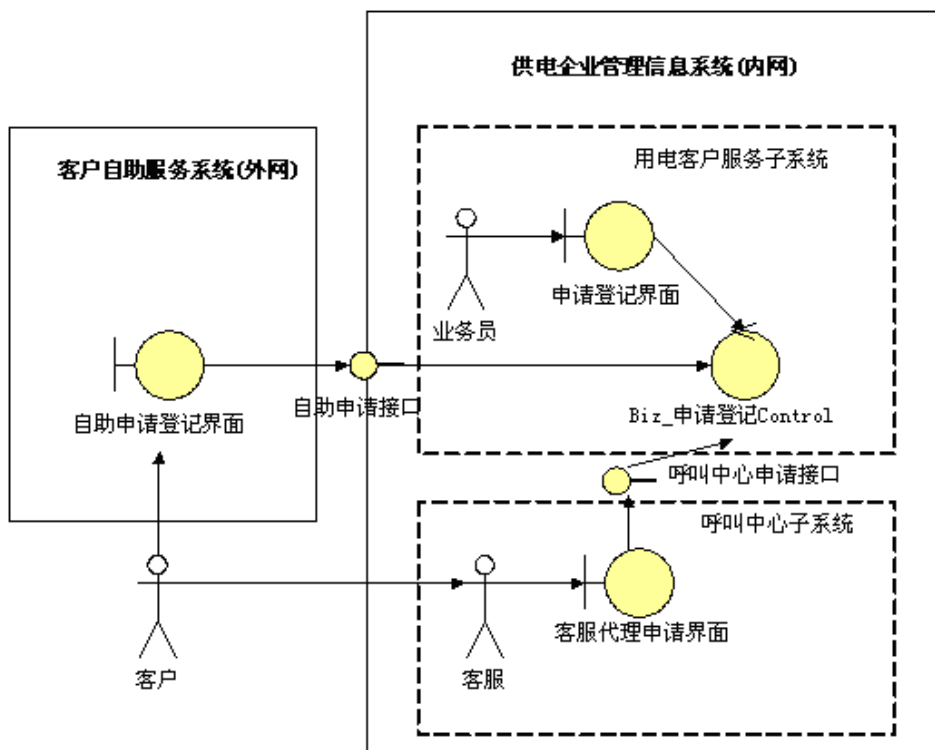 供电企业管理信息系统(内网)
客户自助服务系统(外网)
用电客户服务子系统
申请登记界面
业务员
自助申请接口
自助申请登记界面
Biz_申请登记Control
呼叫中心申请接口
呼叫中心子系统
客服代理申请界面
客户
客服